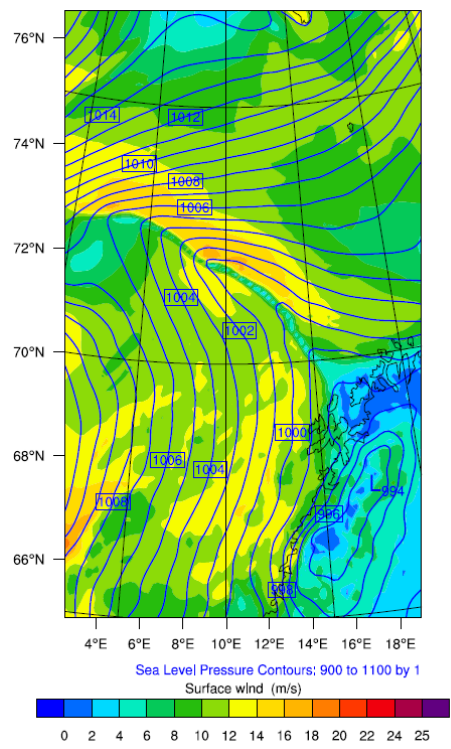 76°N
1014
1012
74°N
1010
1008
1006
72°N
1004
1002
70°N
1000
68°N
1006
1004
L994
1008
996
66°N
998
4°E 6°E 8°E 10°E 12°E 14°E 16°E 18°E
Sea Level Pressure Contours: 900 to 1100 by 1
Surface wind (m/s)
0 2 4 6 8 10 12 14 16 18 20 22 24 25